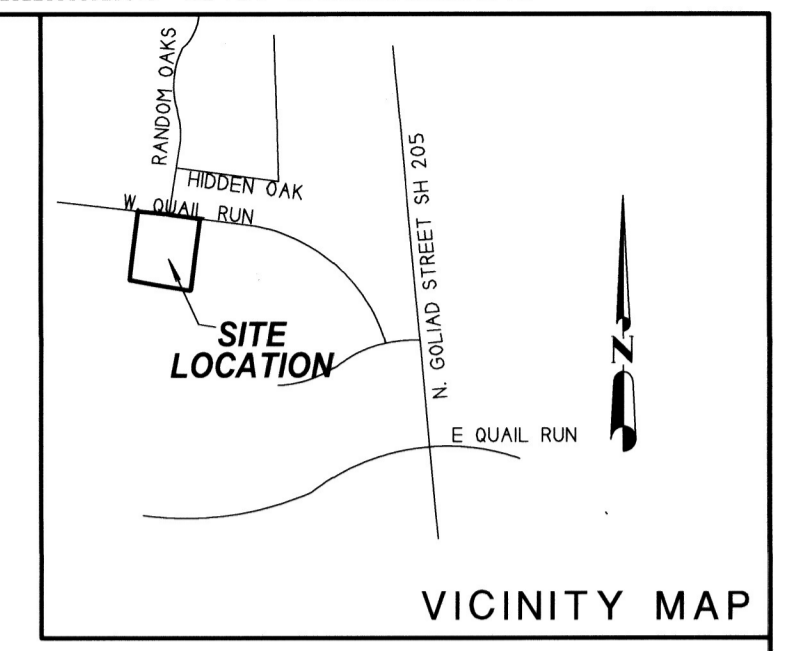 RANDOM OAKS
HIDDEN OAK
W. QUAIL RUN
N. GOLIAD STREET SH 205
SITE
LOCATION
N
E QUAIL RUN
VICINITY MAP